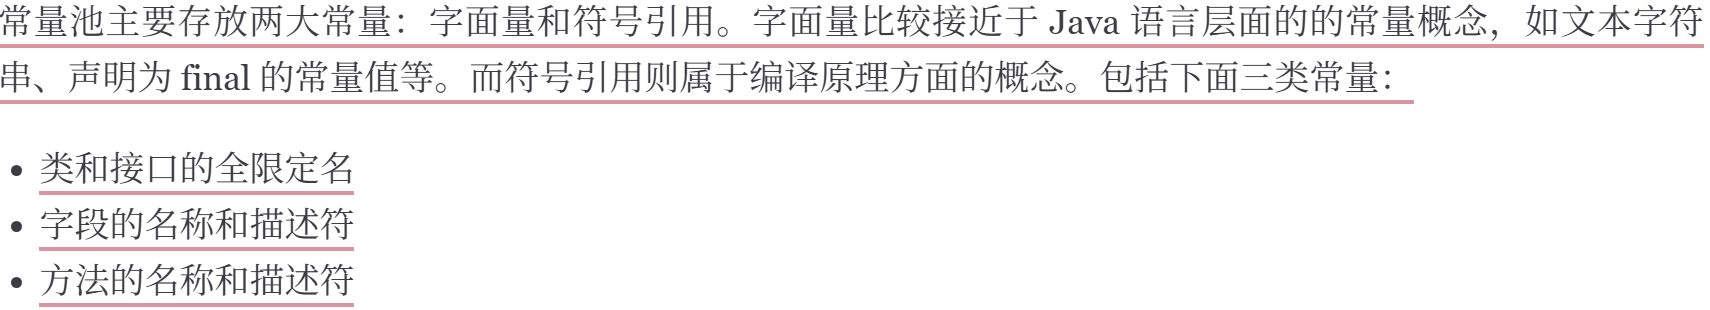 常量池主要存放两大常量：字面量和符号引用。字面量比较接近于 Java 语言层面的的常量概念，如文本字符
串、声明为 final 的常量值等。而符号引用则属于编译原理方面的概念。包括下面三类常量：
• 类和接口的全限定名
• 字段的名称和描述符
• 方法的名称和描述符